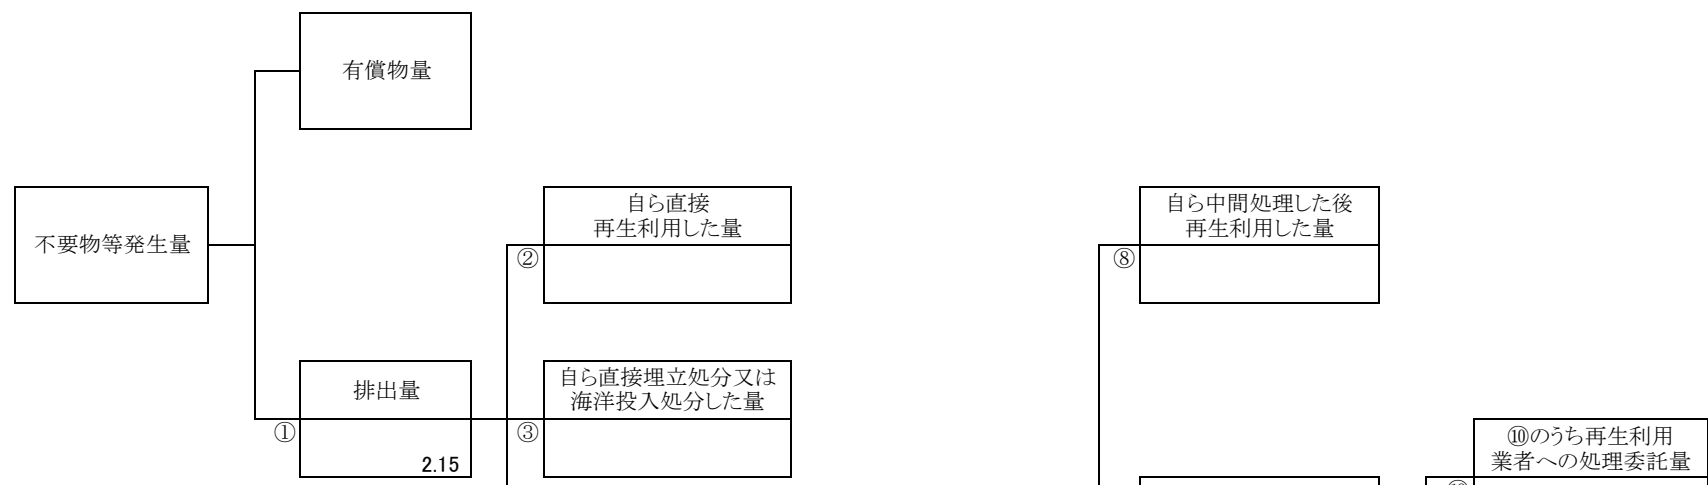 有償物量
不要物等発生量
自ら直接
再生利用した量
②
自ら中間処理した後
再生利用した量
⑧
排出量
①
2.15
自ら直接埋立処分又は
海洋投入処分した量
③
⑩のうち再生利用
業者への処理委託量